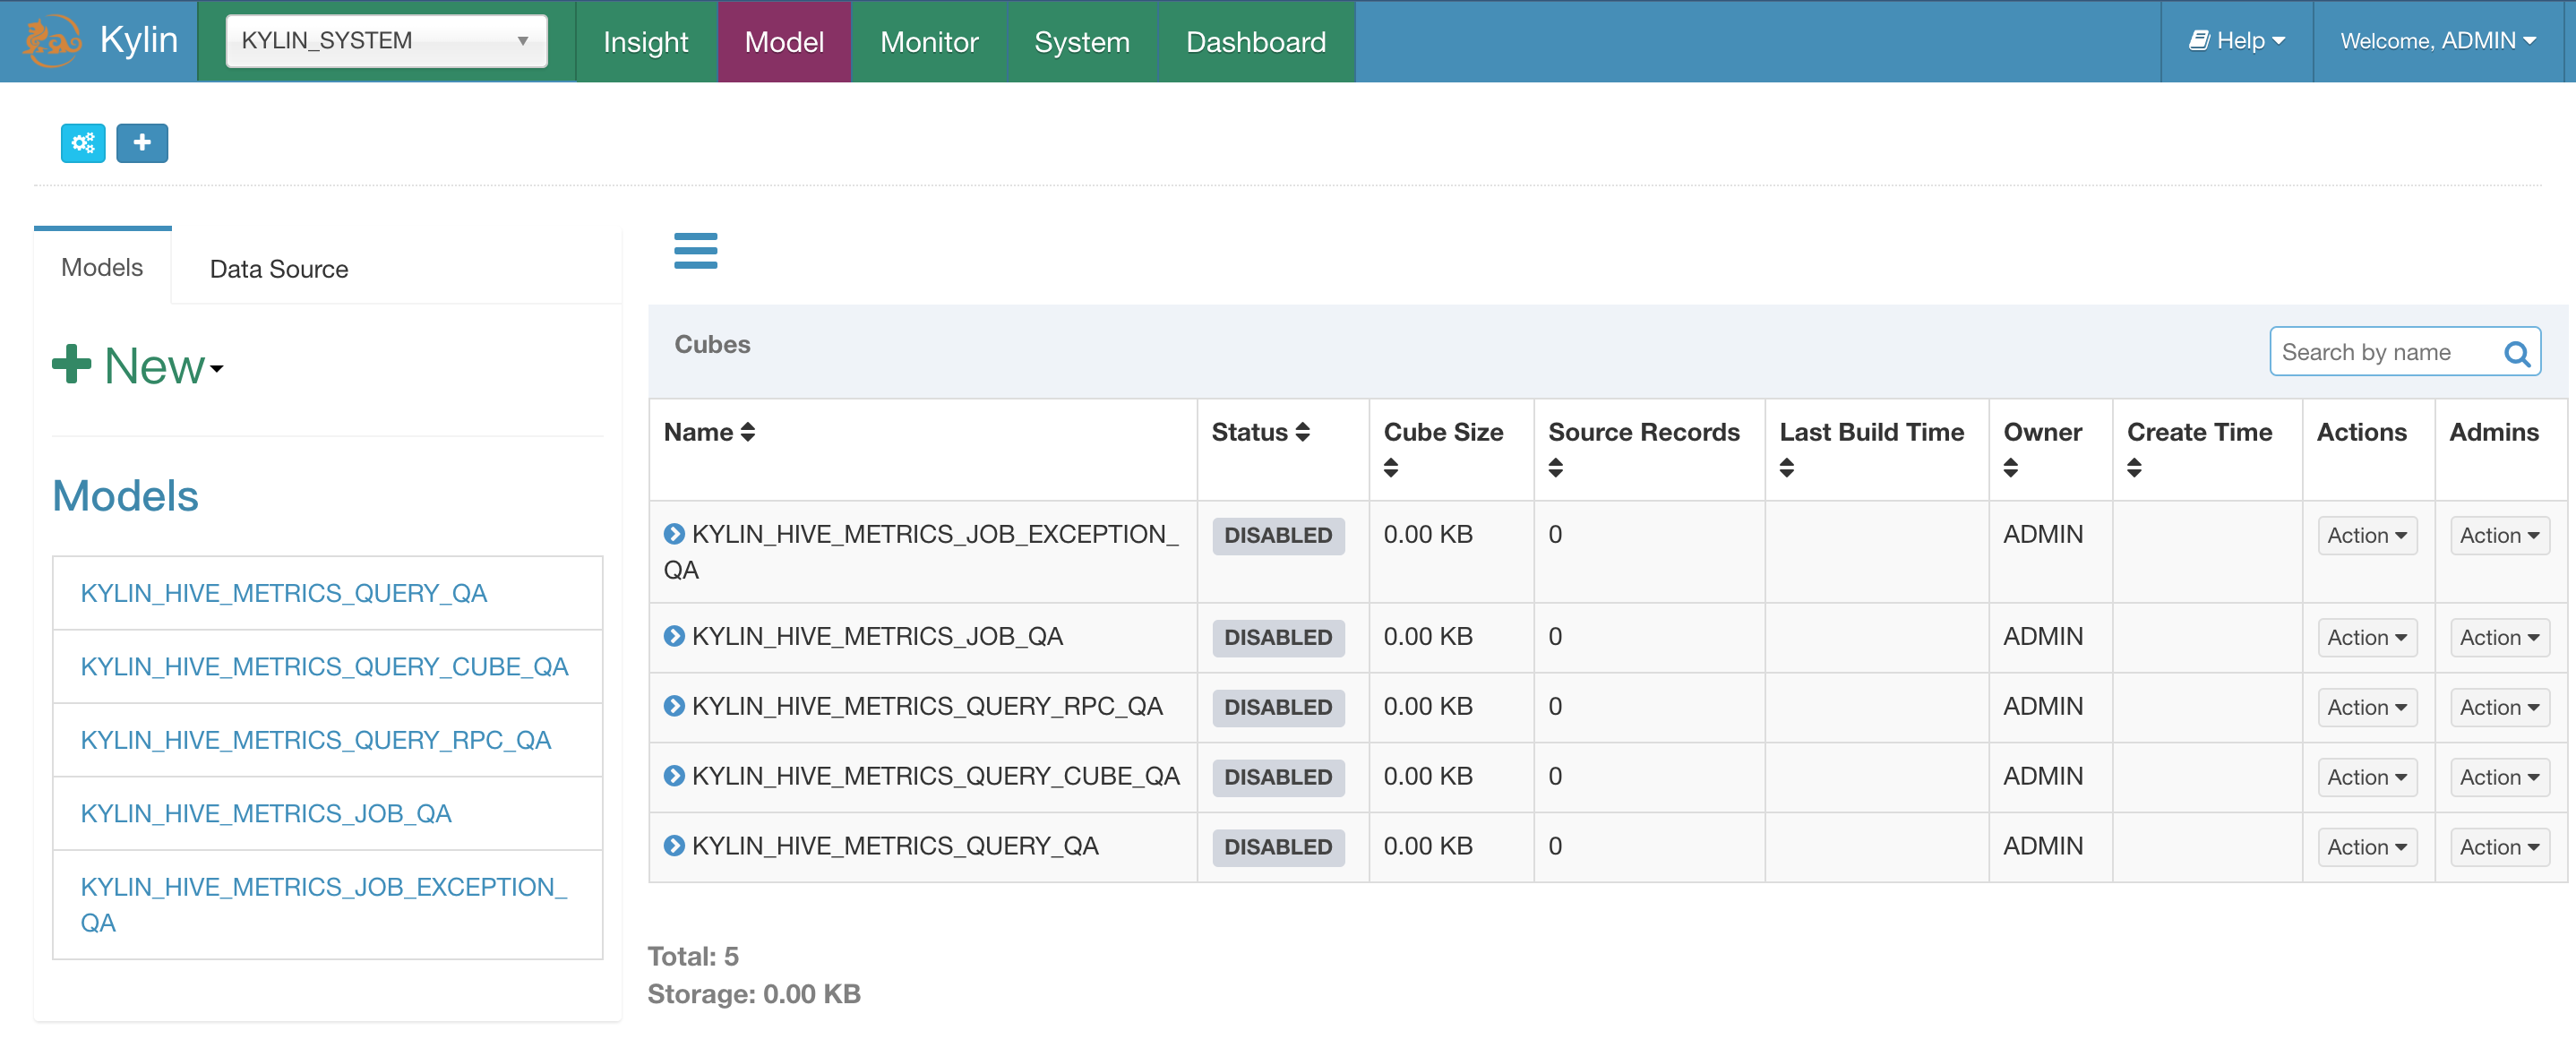 Kylin
KYLIN_SYSTEM
Insight
Model
Monitor
System
Dashboard
Help
Welcome, ADMIN
Models
Data Source
New
Models
KYLIN_HIVE_METRICS_QUERY_QA
KYLIN_HIVE_METRICS_QUERY_CUBE_QA
KYLIN_HIVE_METRICS_QUERY_RPC_QA
KYLIN_HIVE_METRICS_JOB_QA
KYLIN_HIVE_METRICS_JOB_EXCEPTION_
QA
Cubes
Search by name
Name Status Cube Size Source Records Last Build Time Owner Create Time Actions Admins
KYLIN_HIVE_METRICS_JOB_EXCEPTION_ DISABLED 0.00 KB 0 ADMIN Action Action
QA
KYLIN_HIVE_METRICS_JOB_QA DISABLED 0.00 KB 0 ADMIN Action Action
KYLIN_HIVE_METRICS_QUERY_RPC_QA DISABLED 0.00 KB 0 ADMIN Action Action
KYLIN_HIVE_METRICS_QUERY_CUBE_QA DISABLED 0.00 KB 0 ADMIN Action Action
KYLIN_HIVE_METRICS_QUERY_QA DISABLED 0.00 KB 0 ADMIN Action Action
Total: 5
Storage: 0.00 KB